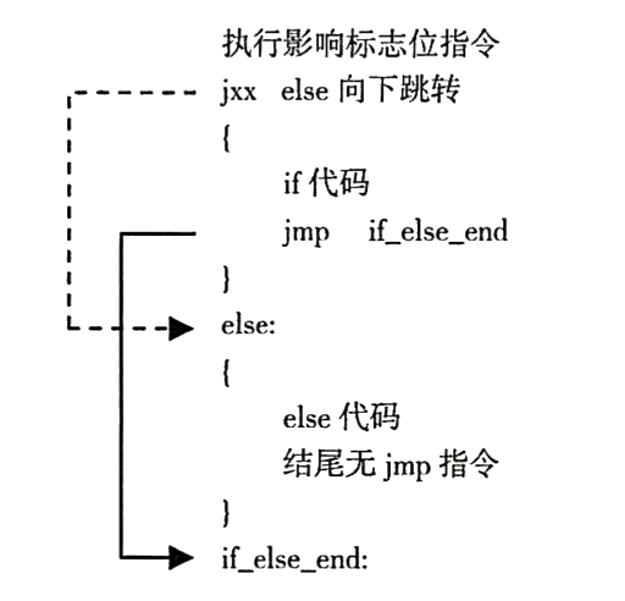 执行影响标志位指令
jxx else 向下跳转
{
if 代码
jmp if_else_end
}
else:
{
else 代码
结尾无 jmp 指令
}
if_else_end: